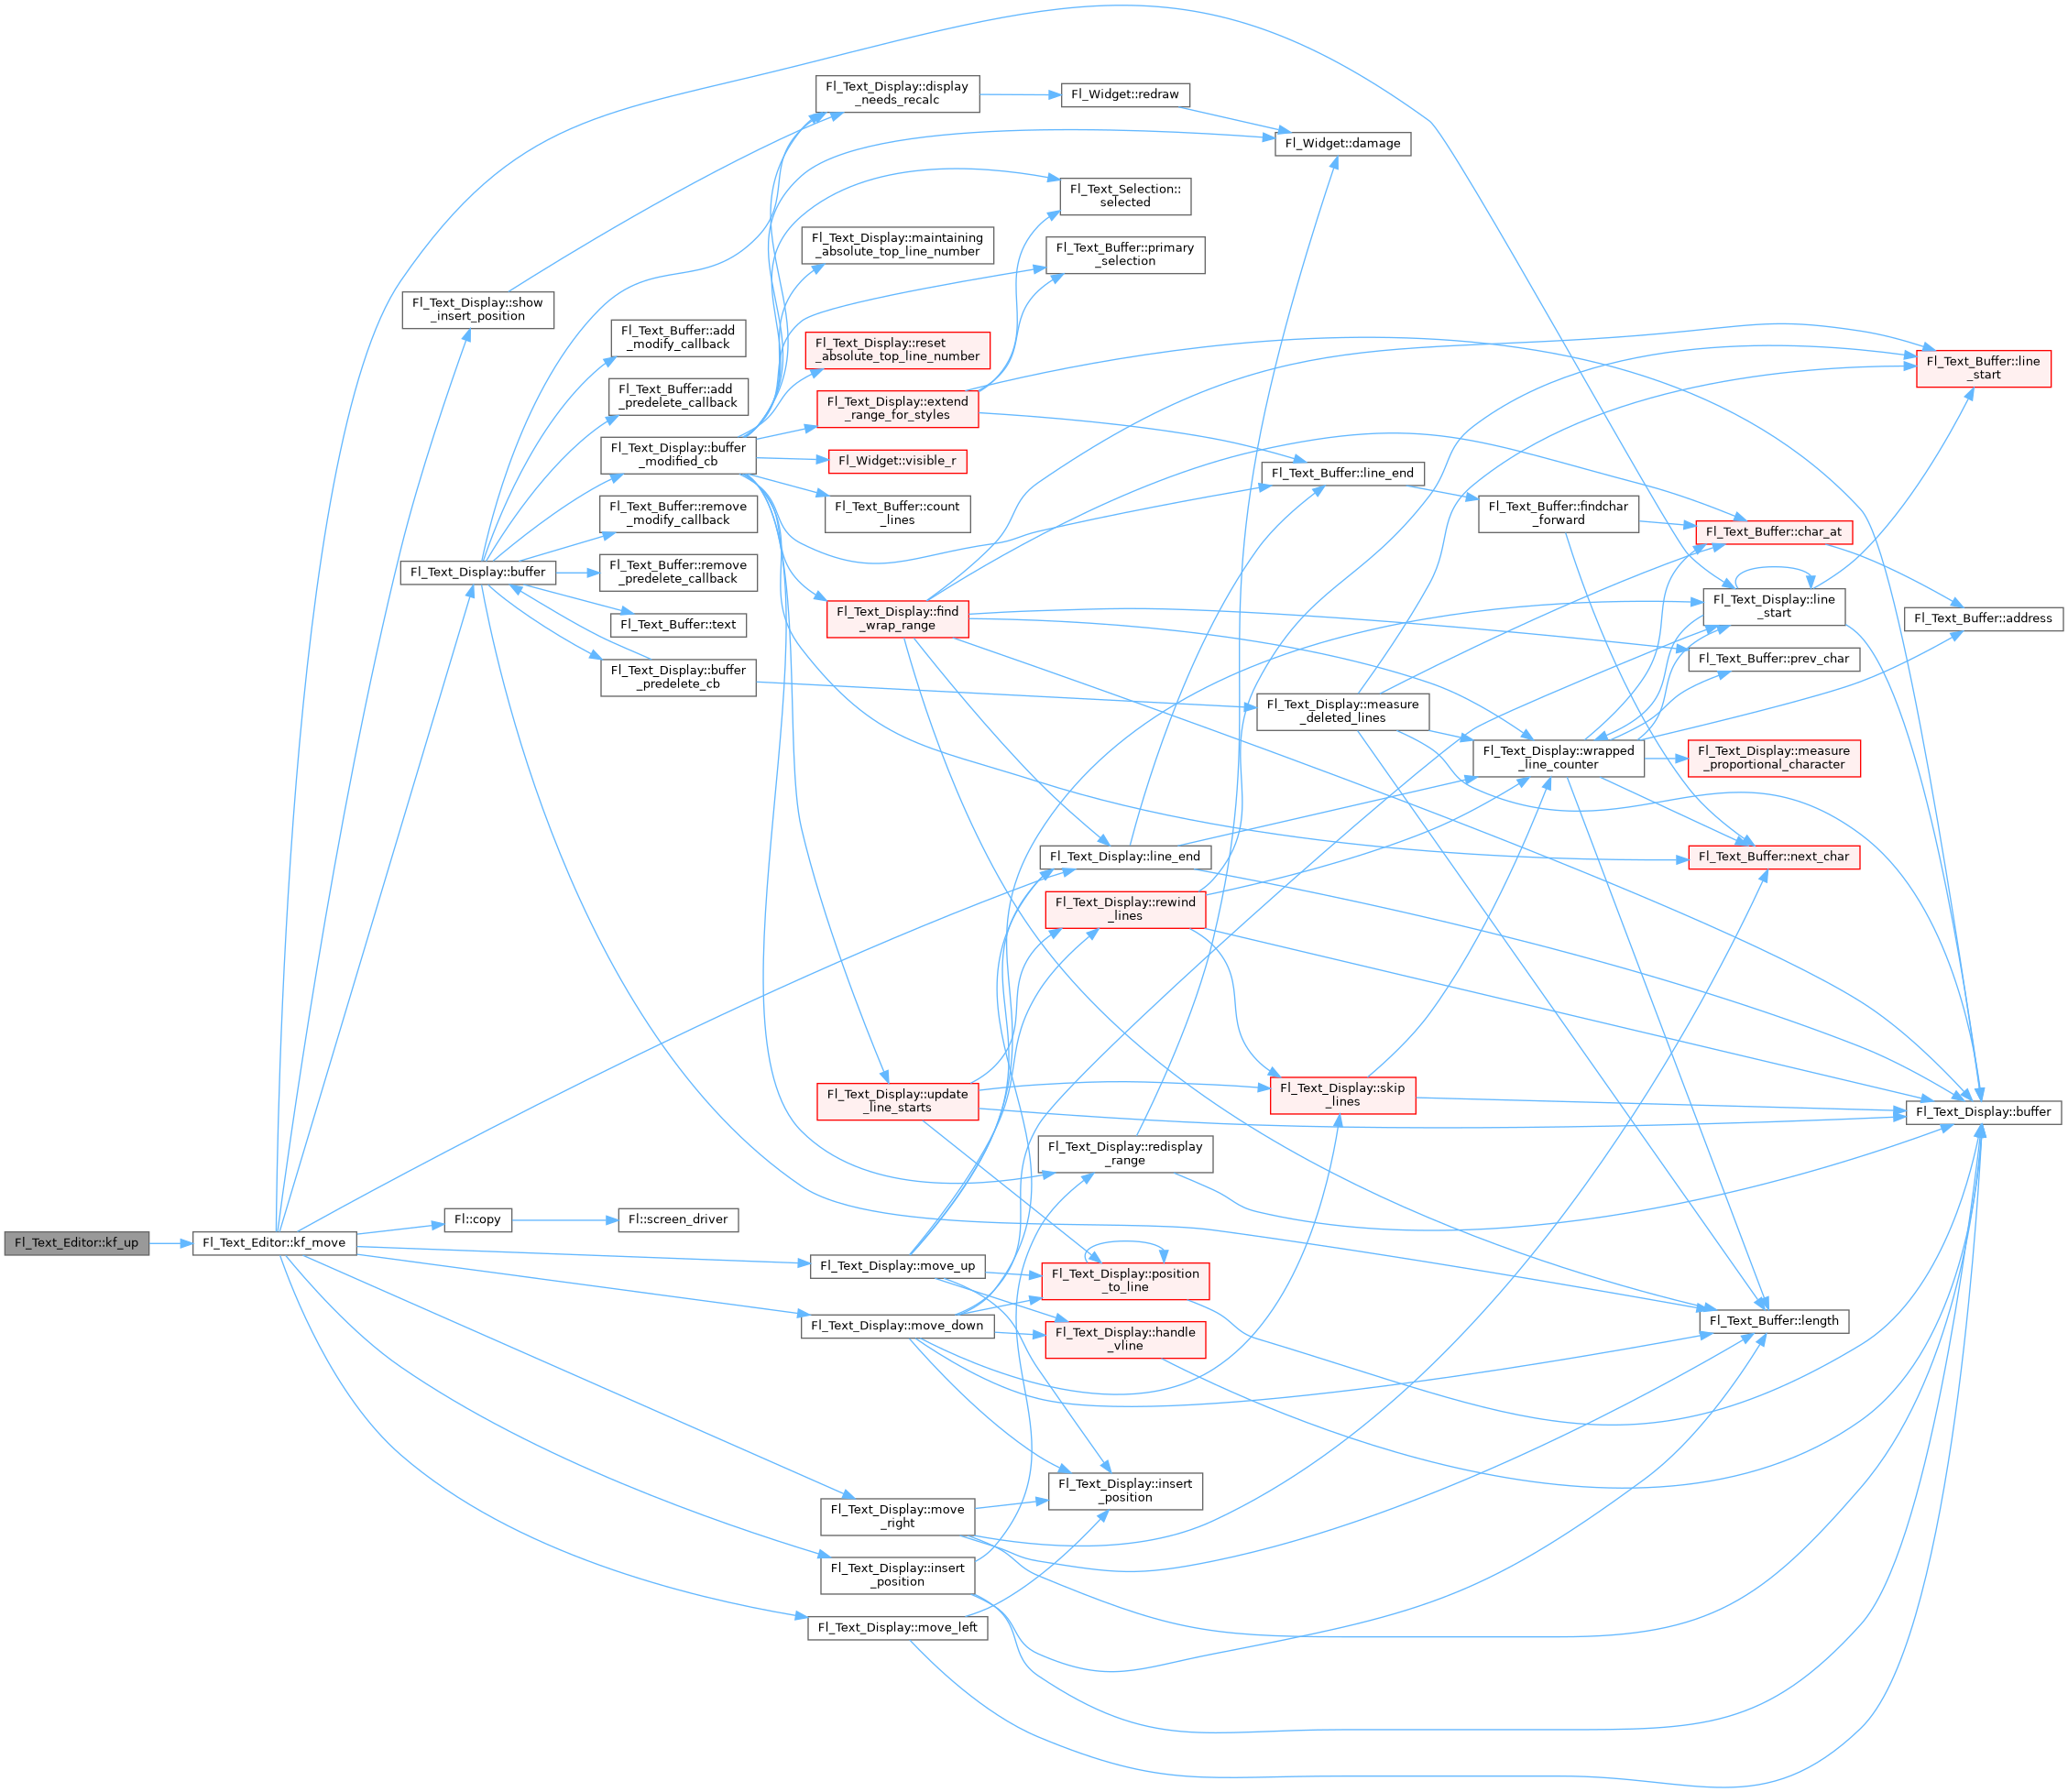 Fl_Text_Editor::kf_up
Fl_Text_Editor::kf_move
Fl_Text_Display::show
_insert_position
Fl_Text_Display::buffer
Fl::copy
Fl::screen_driver
Fl_Text_Buffer::add
_modify_callback
Fl_Text_Buffer::add
_predelete_callback
Fl_Text_Display::buffer
_modified_cb
Fl_Text_Buffer::remove
_modify_callback
Fl_Text_Buffer::remove
_predelete_callback
Fl_Text_Buffer::text
Fl_Text_Display::buffer
_predelete_cb
Fl_Text_Display::display
_needs_recalc
Fl_Text_Display::maintaining
_absolute_top_line_number
Fl_Text_Display::reset
_absolute_top_line_number
Fl_Text_Display::extend
_range_for_styles
Fl_Widget::visible_r
Fl_Text_Buffer::count
_lines
Fl_Text_Display::find
_wrap_range
Fl_Text_Display::update
_line_starts
Fl_Text_Display::move_up
Fl_Text_Display::move_down
Fl_Text_Display::move
_right
Fl_Text_Display::insert
_position
Fl_Text_Display::move_left
Fl_Widget::redraw
Fl_Text_Selection::
selected
Fl_Text_Buffer::primary
_selection
Fl_Text_Display::line_end
Fl_Text_Display::rewind
_lines
Fl_Text_Display::redisplay
_range
Fl_Text_Display::position
_to_line
Fl_Text_Display::handle
_vline
Fl_Text_Display::insert
_position
Fl_Widget::damage
Fl_Text_Buffer::line_end
Fl_Text_Display::measure
_deleted_lines
Fl_Text_Display::skip
_lines
Fl_Text_Buffer::findchar
_forward
Fl_Text_Display::wrapped
_line_counter
Fl_Text_Buffer::char_at
Fl_Text_Display::line
_start
Fl_Text_Buffer::prev_char
Fl_Text_Display::measure
_proportional_character
Fl_Text_Buffer::next_char
Fl_Text_Buffer::length
Fl_Text_Buffer::line
_start
Fl_Text_Buffer::address
Fl_Text_Display::buffer